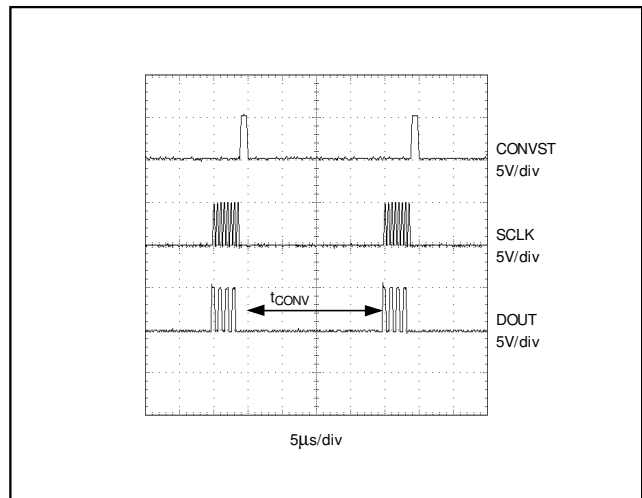 CONVST
5V/div
SCLK
5V/div
tCONV
DOUT
5V/div
5µs/div